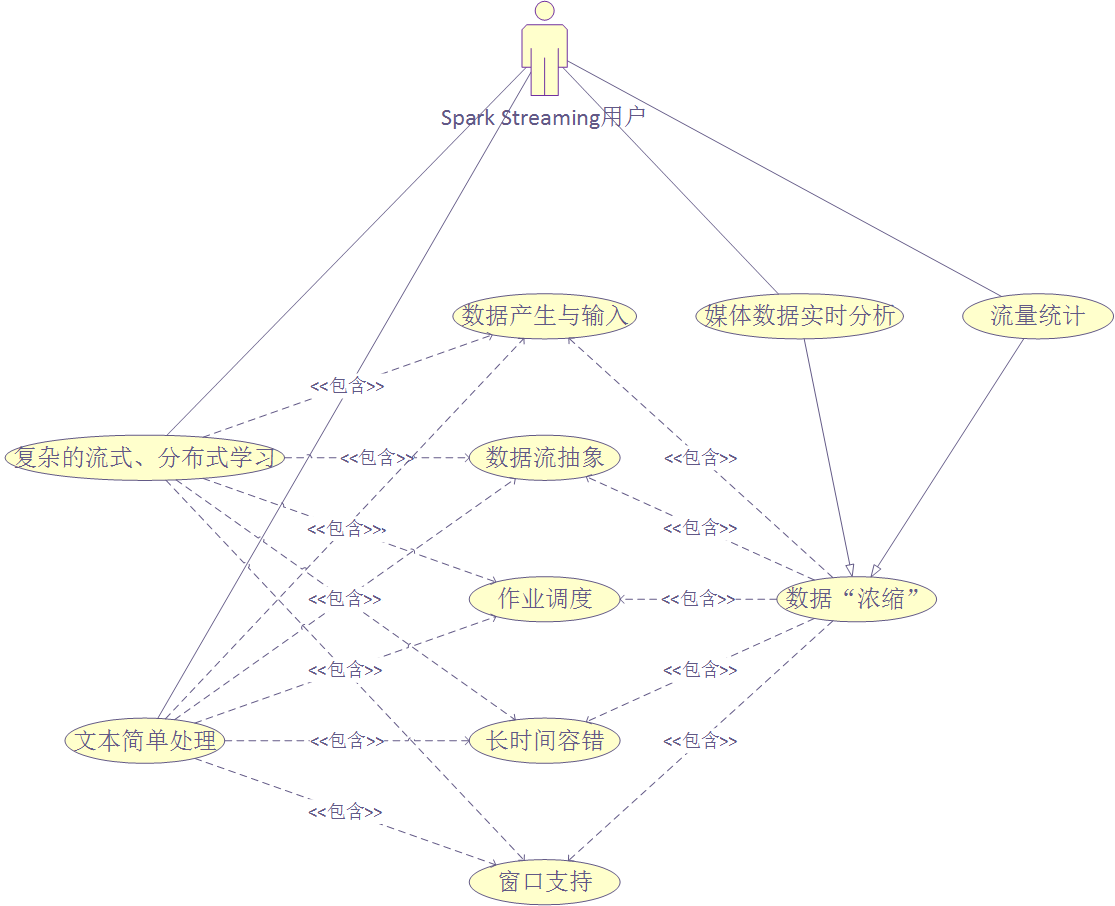 Spark Streaming用户
数据产生与输入
媒体数据实时分析
流量统计
<<包含>>
复杂的流式、分布式学习
<<包含>>
数据流抽象
<<包含>>
<<包含>>
<<包含>>
<<包含>>
作业调度
<<包含>>
数据“浓缩”
<<包含>>
<<包含>>
文本简单处理
<<包含>>
长时间容错
<<包含>>
<<包含>>
窗口支持